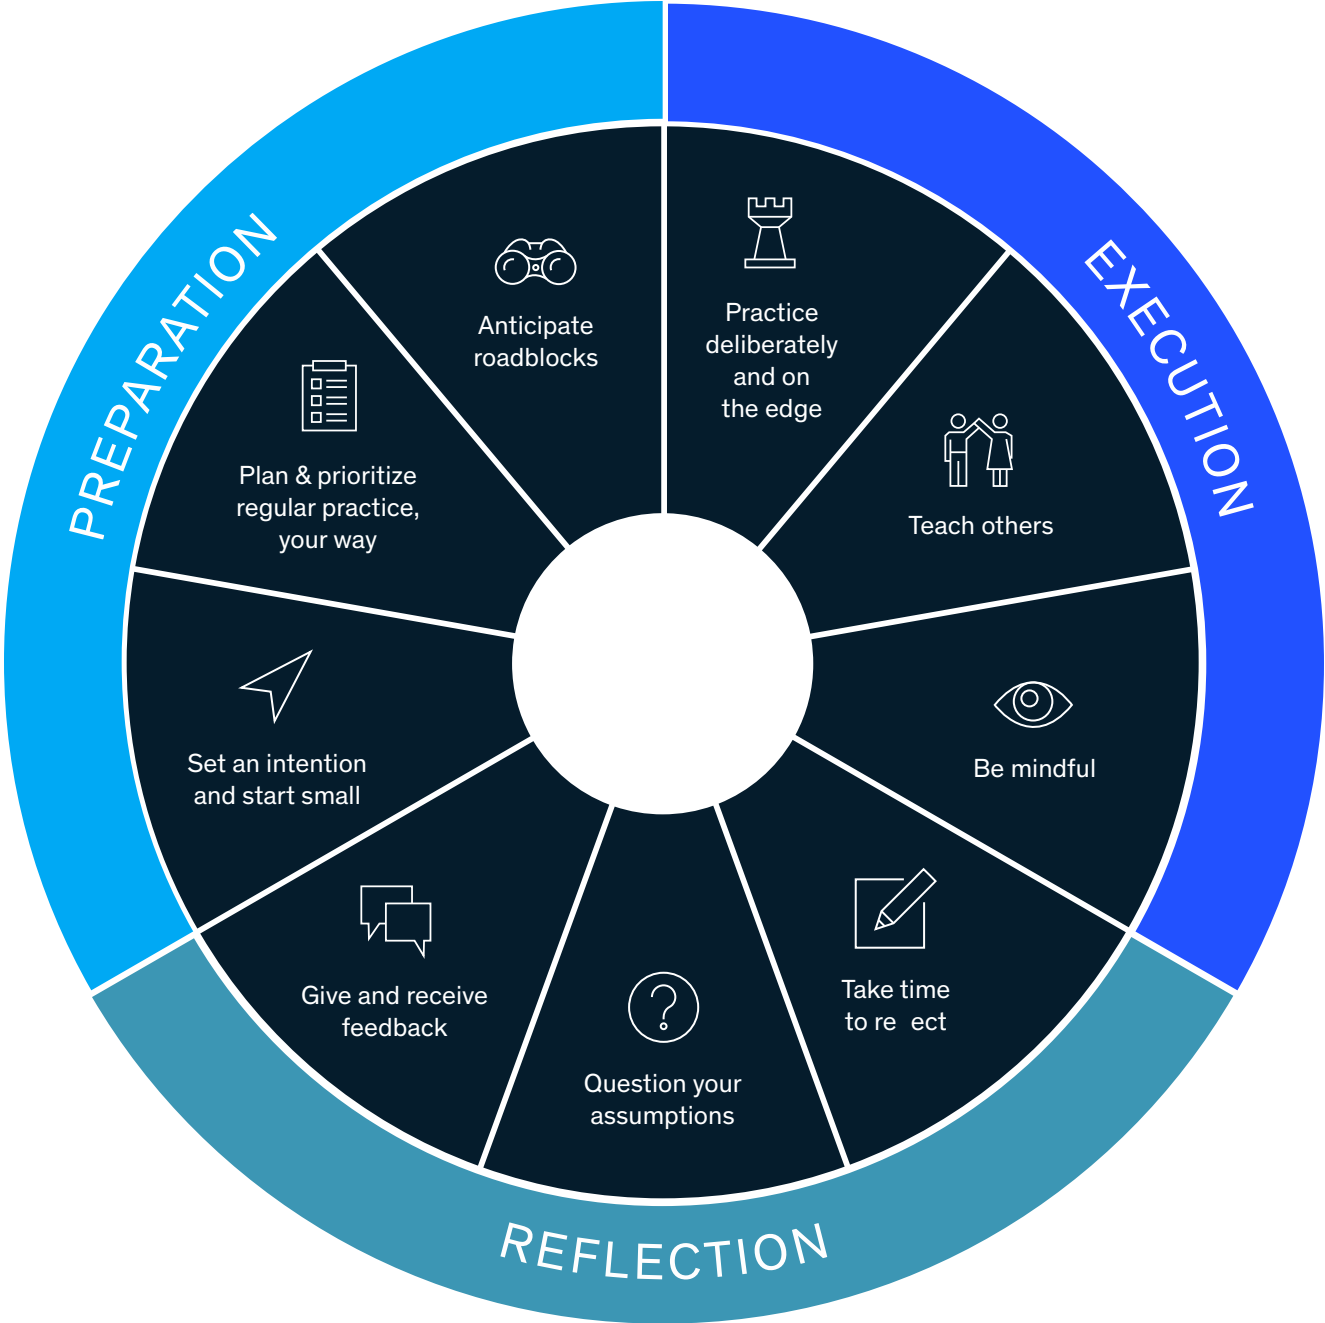 PREPARATION
Set an intention
and start small
Plan & prioritize
regular practice,
your way
Anticipate
roadblocks
EXECUTION
Practice
deliberately
and on
the edge
Teach others
Be mindful
REFLECTION
Take time
to re ect
Question your
assumptions
Give and receive
feedback